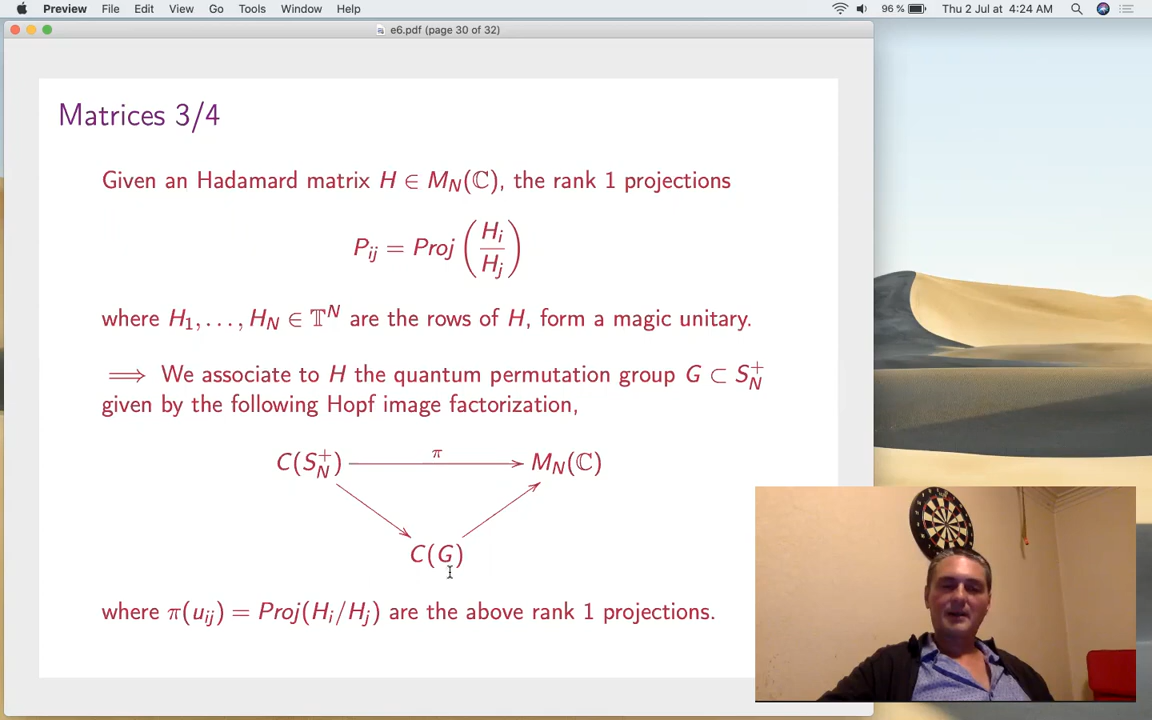 Preview File Edit View Go Tools Window Help 96 % Thu 2 Jul at 4:24 AM
e6.pdf (page 30 of 32)
Matrices 3/4
Given an Hadamard matrix H ∈ M_N(ℂ), the rank 1 projections
P_ij = Proj (H_i / H_j)
where H_1, . . . , H_N ∈ 𝕋^N are the rows of H, form a magic unitary.
⟹ We associate to H the quantum permutation group G ⊂ S_N^+
given by the following Hopf image factorization,
π
C(S_N^+) M_N(ℂ)
C(G)
where π(u_ij) = Proj(H_i/H_j) are the above rank 1 projections.